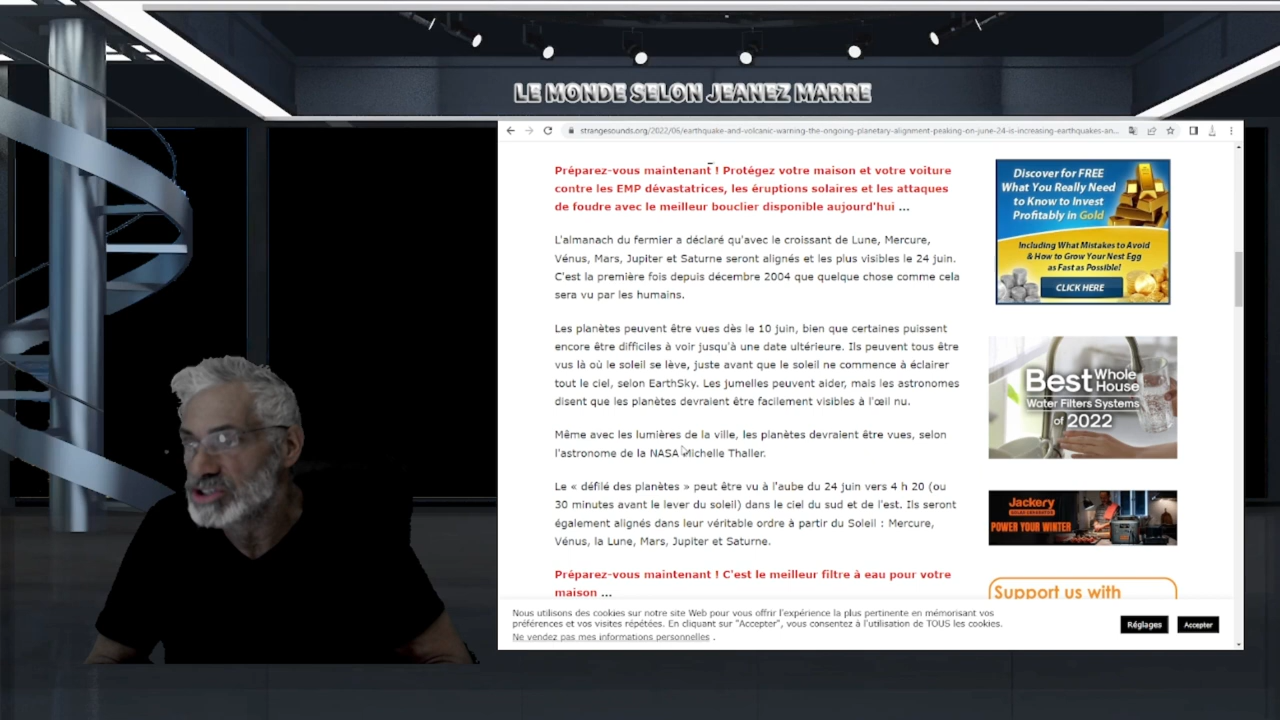 LE MONDE SELON JEANEZ MARRE
strangesounds.org/2022/06/earthquake-and-volcanic-warning-the-ongoing-planetary-alignment-peaking-on-june-24-is-increasing-earthquakes-an...
Préparez-vous maintenant ! Protégez votre maison et votre voiture
contre les EMP dévastatrices, les éruptions solaires et les attaques
de foudre avec le meilleur bouclier disponible aujourd'hui ...
L'almanach du fermier a déclaré qu'avec le croissant de Lune, Mercure,
Vénus, Mars, Jupiter et Saturne seront alignés et les plus visibles le 24 juin.
C'est la première fois depuis décembre 2004 que quelque chose comme cela
sera vu par les humains.
Les planètes peuvent être vues dès le 10 juin, bien que certaines puissent
encore être difficiles à voir jusqu'à une date ultérieure. Ils peuvent tous être
vus là où le soleil se lève, juste avant que le soleil ne commence à éclairer
tout le ciel, selon EarthSky. Les jumelles peuvent aider, mais les astronomes
disent que les planètes devraient être facilement visibles à l'œil nu.
Même avec les lumières de la ville, les planètes devraient être vues, selon
l'astronome de la NASA Michelle Thaller.
Le « défilé des planètes » peut être vu à l'aube du 24 juin vers 4 h 20 (ou
30 minutes avant le lever du soleil) dans le ciel du sud et de l'est. Ils seront
également alignés dans leur véritable ordre à partir du Soleil : Mercure,
Vénus, la Lune, Mars, Jupiter et Saturne.
Préparez-vous maintenant ! C'est le meilleur filtre à eau pour votre
maison ...
Discover for FREE
What You Really Need
to Know to Invest
Profitably in Gold
Including What Mistakes to Avoid
& How to Grow Your Nest Egg
as Fast as Possible!
CLICK HERE
Best Whole House
Water Filters Systems
of 2022
Jackery
POWER YOUR WINTER
Support us with
Nous utilisons des cookies sur notre site Web pour vous offrir l'expérience la plus pertinente en mémorisant vos
préférences et vos visites répétées. En cliquant sur "Accepter", vous consentez à l'utilisation de TOUS les cookies.
Ne vendez pas mes informations personnelles .
Réglages
Accepter